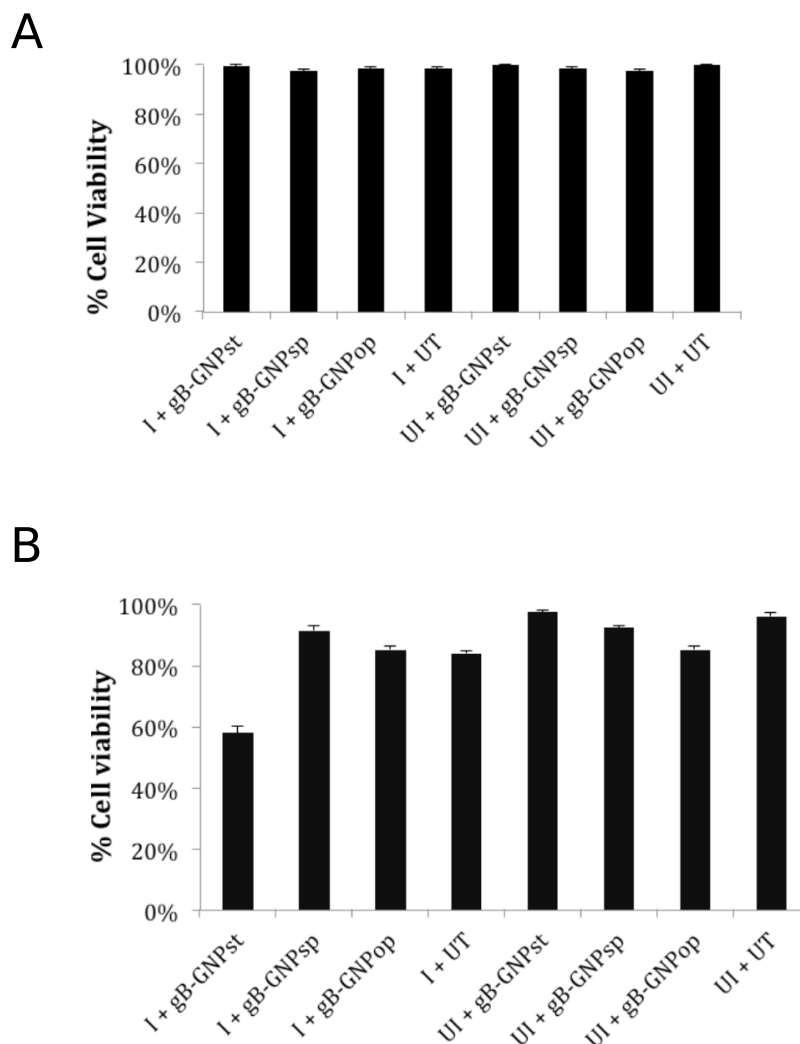 A
% Cell Viability
100%
80%
60%
40%
20%
0%
I + gB-GNPst
I + gB-GNPsp
I + gB-GNPop
I + UT
UI + gB-GNPst
UI + gB-GNPsp
UI + gB-GNPop
UI + UT
B
% Cell viability
100%
80%
60%
40%
20%
0%
I + gB-GNPst
I + gB-GNPsp
I + gB-GNPop
I + UT
UI + gB-GNPst
UI + gB-GNPsp
UI + gB-GNPop
UI + UT